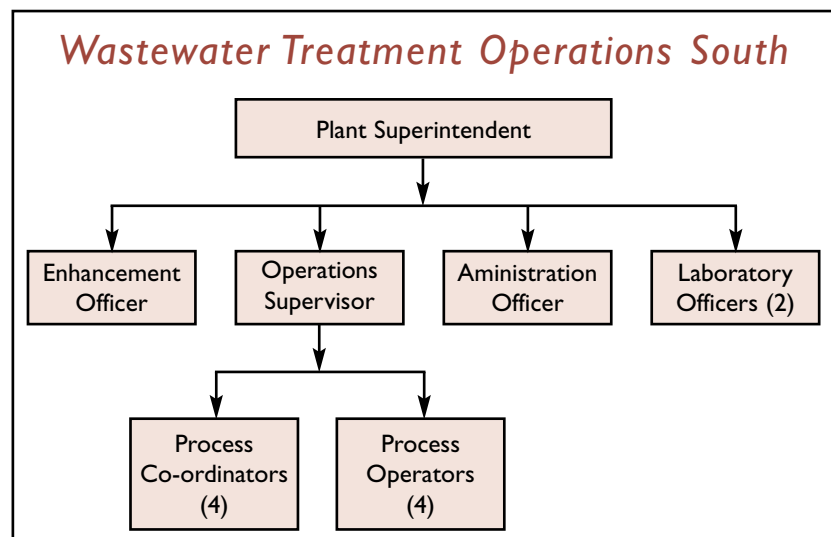 Wastewater Treatment Operations South
Plant Superintendent
Enhancement
Officer
Operations
Supervisor
Aministration
Officer
Laboratory
Officers (2)
Process
Co-ordinators
(4)
Process
Operators
(4)